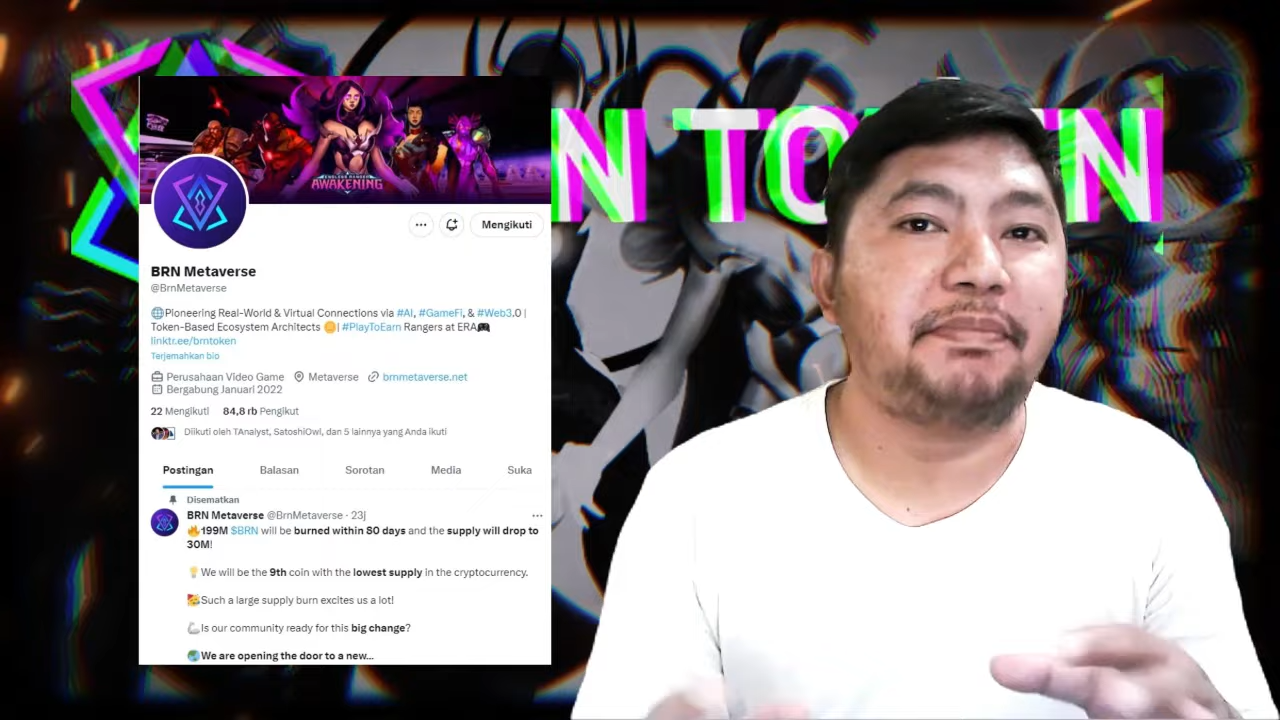 N TO EN
AWAKENING
Mengikuti
BRN Metaverse
@BrnMetaverse
🌐Pioneering Real-World & Virtual Connections via #AI, #GameFi, & #Web3.0 |
Token-Based Ecosystem Architects 🪙| #PlayToEarn Rangers at ERA🎮
linktr.ee/brntoken
Terjemahkan bio
Perusahaan Video Game Metaverse brnmetaverse.net
Bergabung Januari 2022
22 Mengikuti 84,8 rb Pengikut
Diikuti oleh TAnalyst, SatoshiOwl, dan 5 lainnya yang Anda ikuti
Postingan Balasan Sorotan Media Suka
Disematkan
BRN Metaverse @BrnMetaverse · 23j
🔥199M $BRN will be burned within 80 days and the supply will drop to
30M!
💡We will be the 9th coin with the lowest supply in the cryptocurrency.
🥳Such a large supply burn excites us a lot!
💪Is our community ready for this big change?
🌏We are opening the door to a new...